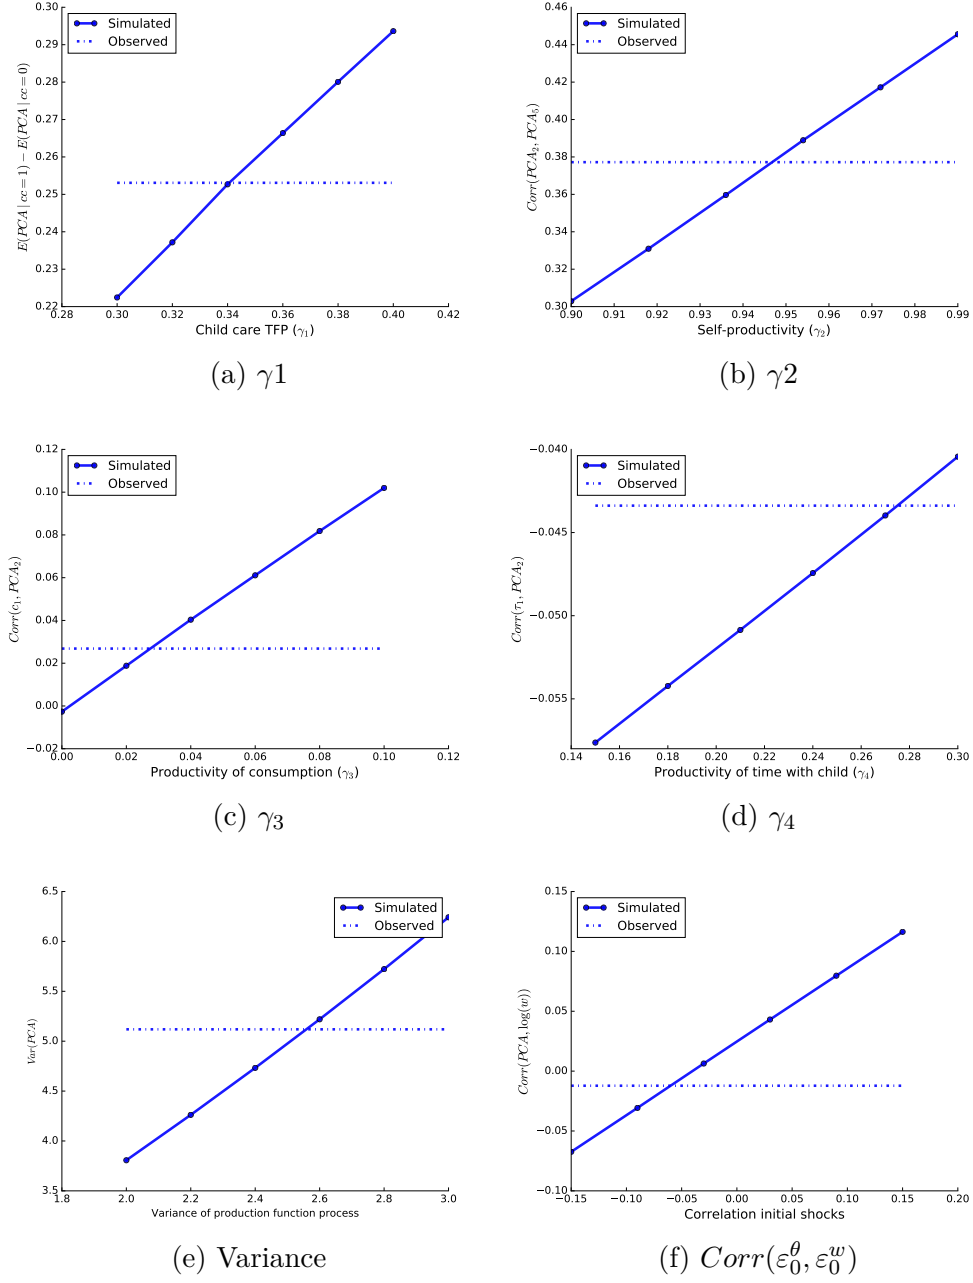 0.30
0.29
0.28
0.27
0.26
0.25
0.24
0.23
0.22
E(PCA | cc=1) − E(PCA | cc=0)
Simulated
Observed
0.28 0.30 0.32 0.34 0.36 0.38 0.40 0.42
Child care TFP (γ₁)
(a) γ1
0.46
0.44
0.42
0.40
0.38
0.36
0.34
0.32
0.30
Corr(PCA₂, PCA₅)
Simulated
Observed
0.90 0.91 0.92 0.93 0.94 0.95 0.96 0.97 0.98 0.99
Self-productivity (γ₂)
(b) γ2
0.12
0.10
0.08
0.06
0.04
0.02
0.00
−0.02
Corr(c₁, PCA₂)
Simulated
Observed
0.00 0.02 0.04 0.06 0.08 0.10 0.12
Productivity of consumption (γ₃)
(c) γ₃
−0.040
−0.045
−0.050
−0.055
Corr(τ₁, PCA₂)
Simulated
Observed
0.14 0.16 0.18 0.20 0.22 0.24 0.26 0.28 0.30
Productivity of time with child (γ₄)
(d) γ₄
6.5
6.0
5.5
5.0
4.5
4.0
3.5
Var(PCA)
Simulated
Observed
1.8 2.0 2.2 2.4 2.6 2.8 3.0
Variance of production function process
(e) Variance
0.15
0.10
0.05
0.00
−0.05
−0.10
Corr(PCA, log(w))
Simulated
Observed
−0.15 −0.10 −0.05 0.00 0.05 0.10 0.15 0.20
Correlation initial shocks
(f) Corr(ε₀^θ, ε₀^w)